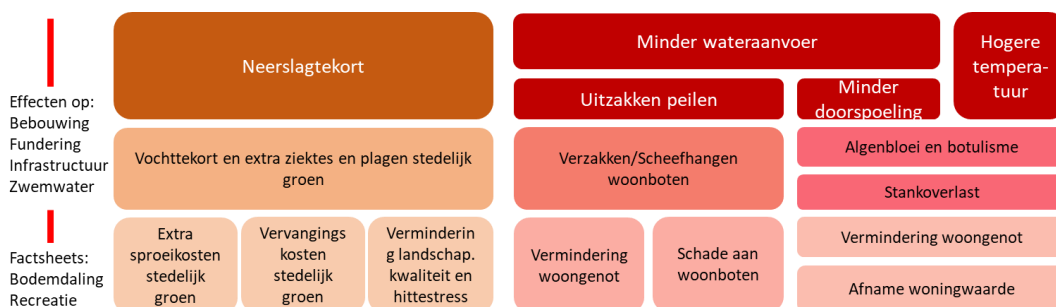 Effecten op:
Bebouwing
Fundering
Infrastructuur
Zwemwater
Factsheets:
Bodemdaling
Recreatie
Neerslagtekort
Vochttekort en extra ziektes en plagen stedelijk
groen
Extra
sproeikosten
stedelijk
groen
Vervangings
kosten
stedelijk
groen
Verminderin
g landschap.
kwaliteit en
hittestress
Minder wateraanvoer
Uitzakken peilen
Verzakken/Scheefhangen
woonboten
Vermindering
woongenot
Schade aan
woonboten
Minder
doorspoeling
Hogere
tempera-
tuur
Algenbloei en botulisme
Stankoverlast
Vermindering woongenot
Afname woningwaarde